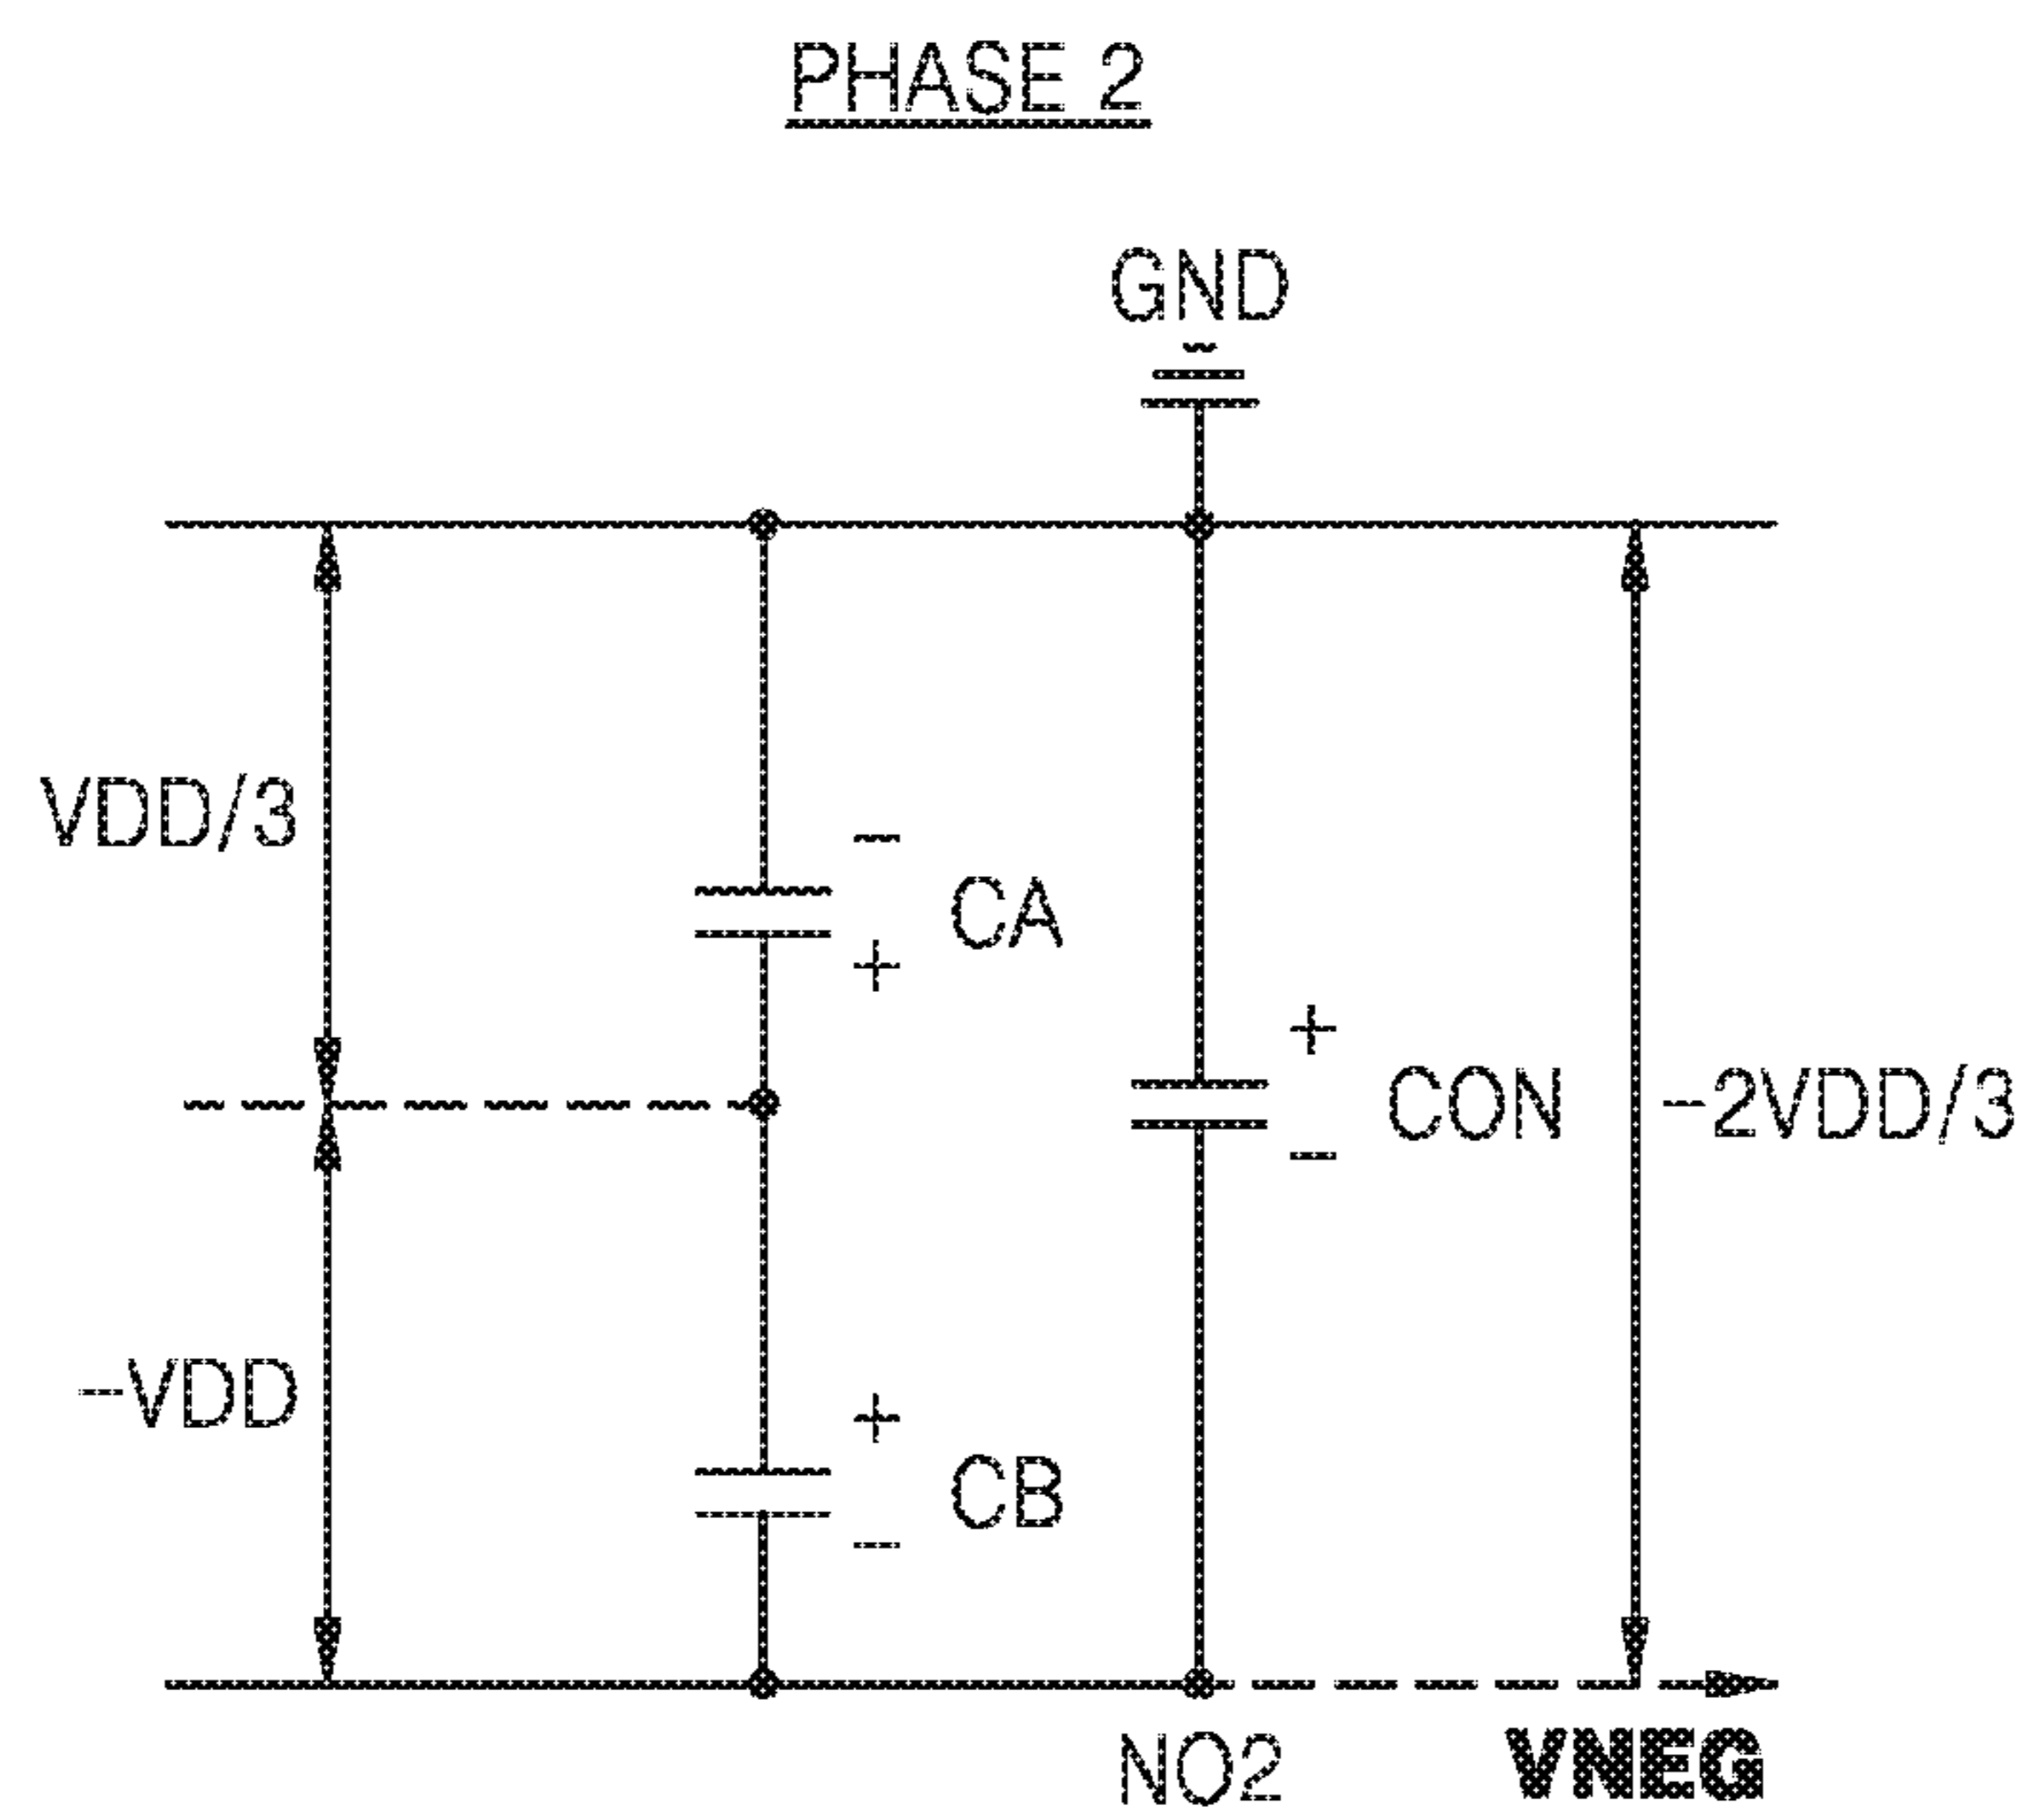 PHASE 2
GND
VDD/3
− CA
+
+
CON
−
−2VDD/3
−VDD
+
CB
−
NO2
VNEG